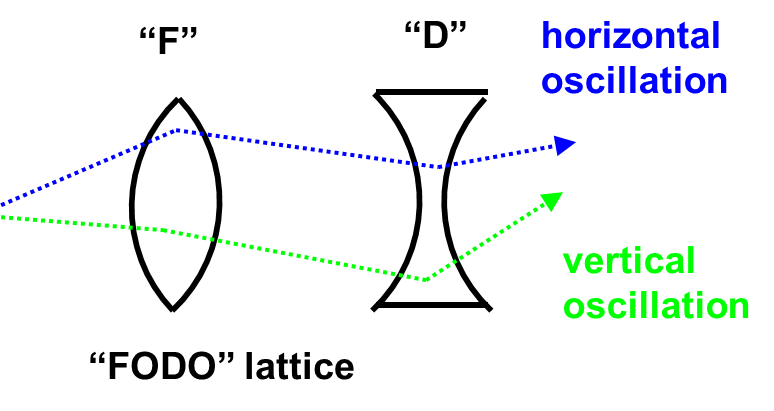 “F”
“D”
horizontal
oscillation
vertical
oscillation
“FODO” lattice